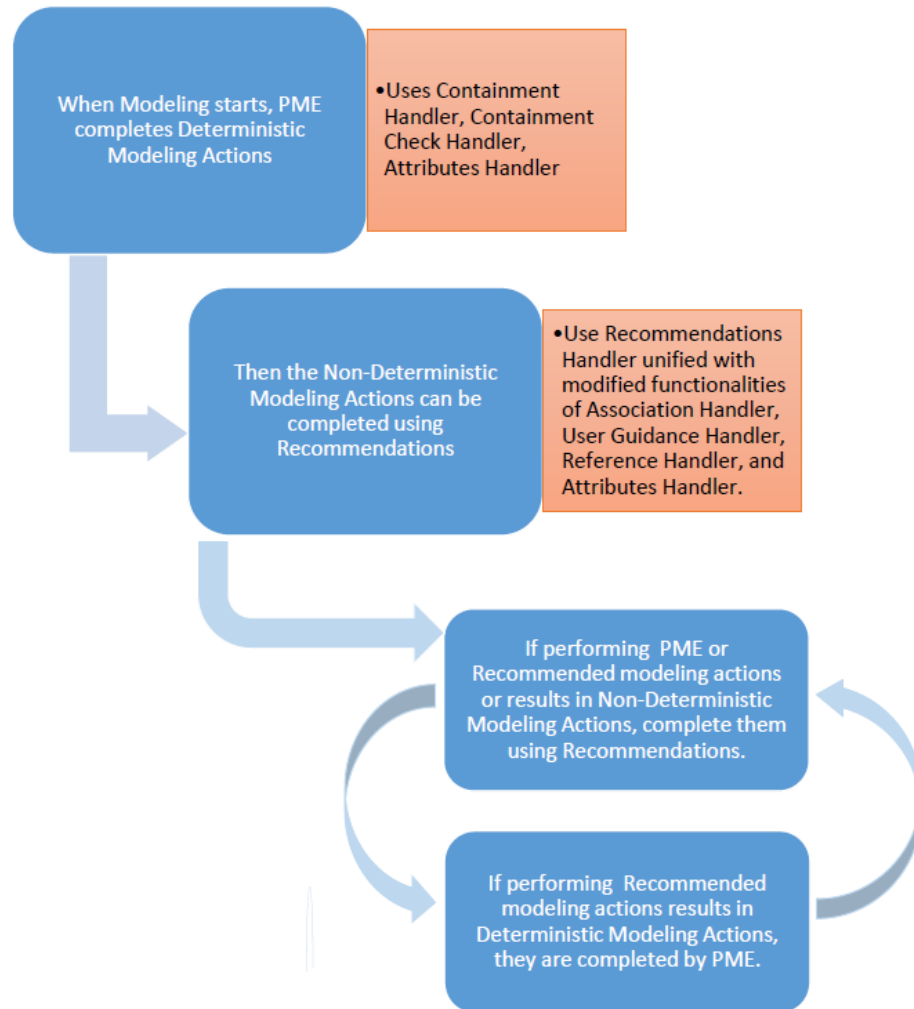 When Modeling starts, PME
completes Deterministic
Modeling Actions
•Uses Containment
Handler, Containment
Check Handler,
Attributes Handler
Then the Non-Deterministic
Modeling Actions can be
completed using
Recommendations
•Use Recommendations
Handler unified with
modified functionalities
of Association Handler,
User Guidance Handler,
Reference Handler, and
Attributes Handler.
If performing PME or
Recommended modeling actions
or results in Non-Deterministic
Modeling Actions, complete them
using Recommendations.
If performing Recommended
modeling actions results in
Deterministic Modeling Actions,
they are completed by PME.